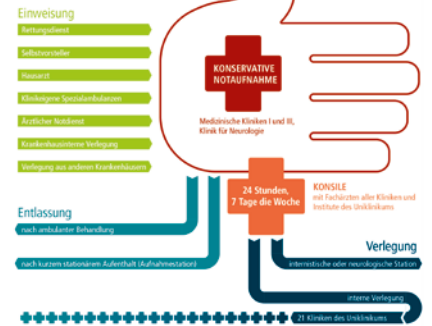 Einweisung
Rettungsdienst
Selbstvorsteller
Hausarzt
Klinikeigene Spezialambulanzen
Ärztlicher Notdienst
Krankenhausinterne Verlegung
Verlegung aus anderen Krankenhäusern
KONSERVATIVE
NOTAUFNAHME
Medizinische Kliniken I und III,
Klinik für Neurologie
24 Stunden,
7 Tage die Woche
KONSILE
mit Fachärzten aller Kliniken und
Institute des Uniklinikums
Entlassung
nach ambulanter Behandlung
nach kurzem stationärem Aufenthalt (Aufnahmestation)
Verlegung
internistische oder neurologische Station
interne Verlegung
21 Kliniken des Uniklinikums